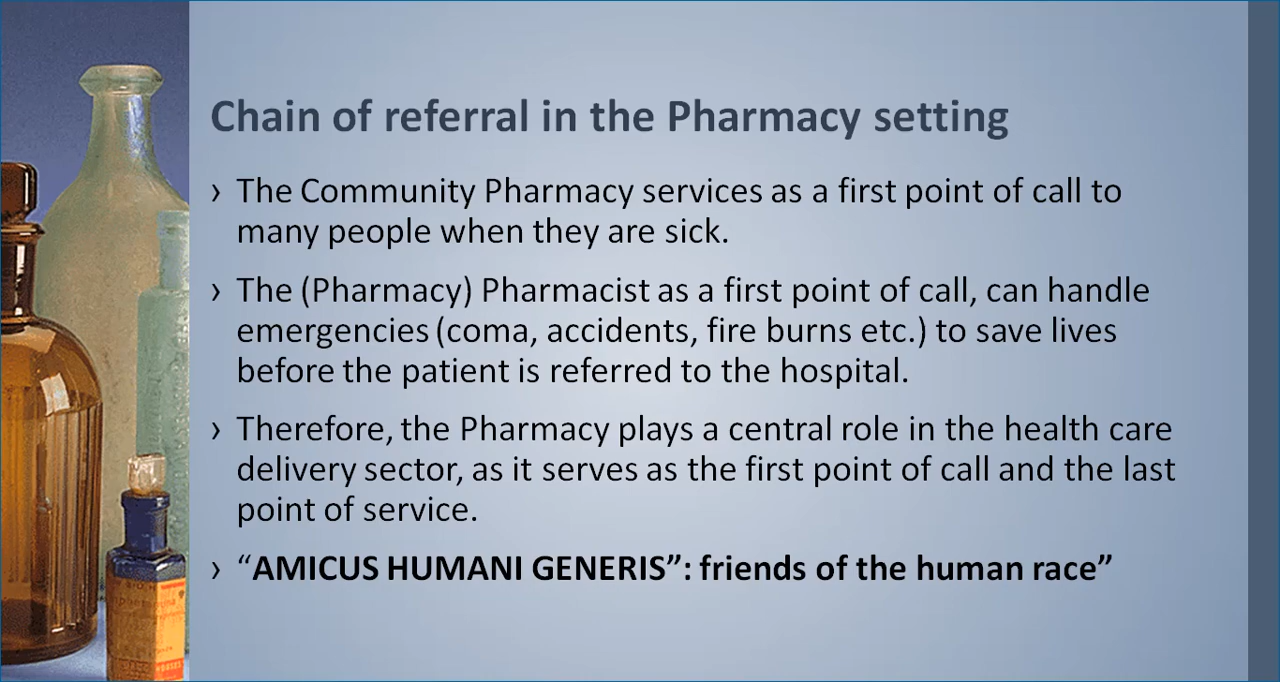 Chain of referral in the Pharmacy setting
› The Community Pharmacy services as a first point of call to
many people when they are sick.
› The (Pharmacy) Pharmacist as a first point of call, can handle
emergencies (coma, accidents, fire burns etc.) to save lives
before the patient is referred to the hospital.
› Therefore, the Pharmacy plays a central role in the health care
delivery sector, as it serves as the first point of call and the last
point of service.
› “AMICUS HUMANI GENERIS”: friends of the human race”